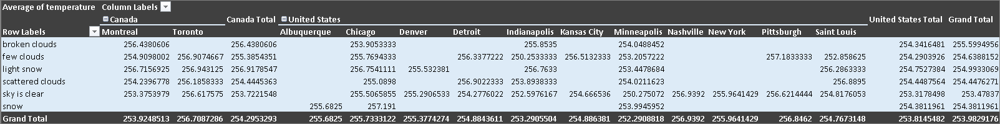 Average of temperature Column Labels
Canada Canada Total United States United States Total Grand Total
Row Labels Montreal Toronto Albuquerque Chicago Denver Detroit Indianapolis Kansas City Minneapolis Nashville New York Pittsburgh Saint Louis
broken clouds 256.4380606 256.4380606 253.9053333 255.8535 254.0488452 254.3416481 255.5994956
few clouds 254.9098002 256.9074667 255.3854351 255.7694333 256.3377222 250.2533333 256.5132333 253.2057222 257.1833333 252.858625 254.2903926 254.6388152
light snow 256.7156925 256.943125 256.9178547 256.7541111 255.532381 256.7633 253.4478684 256.2863333 254.7527384 254.9933069
scattered clouds 254.2396778 256.1858333 254.4445363 255.0898 256.9022333 253.8938333 254.0211623 256.8895 254.4487564 254.4476271
sky is clear 253.3753979 256.617575 253.7221548 255.5065855 255.2906533 254.2776022 252.5976167 254.666536 250.275072 256.9392 255.9641429 256.6214444 254.8176053 253.3178498 253.47837
snow 255.6825 257.191 253.9945952 254.3811961 254.3811961
Grand Total 253.9248513 256.7087286 254.2953293 255.6825 255.7333122 255.3774274 254.8843611 253.2905504 254.886381 252.2908818 256.9392 255.9641429 256.8462 254.7673148 253.8145482 253.9829176